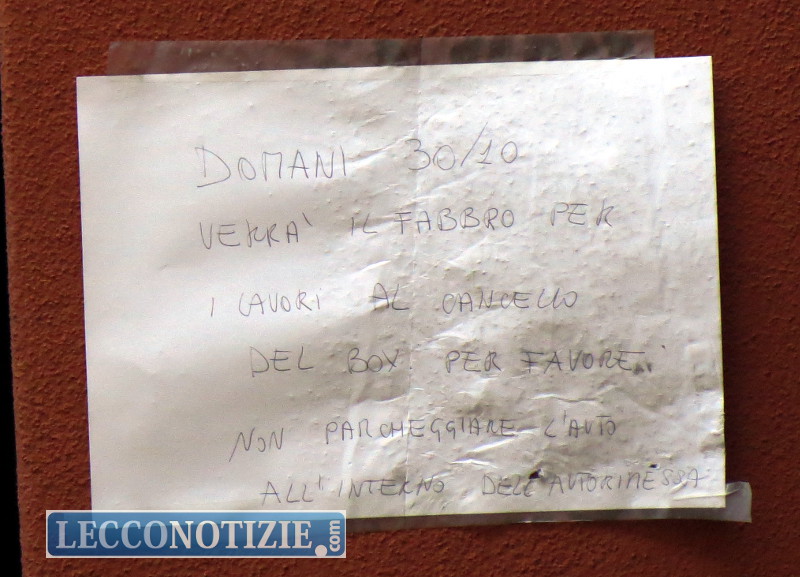 DOMANI 30/10
VERRA' IL FABBRO PER
I LAVORI AL CANCELLO
DEL BOX. PER FAVORE
NON PARCHEGGIARE L'AUTO
ALL'INTERNO DELL'AUTORIMESSA
LECCONOTIZIE.com